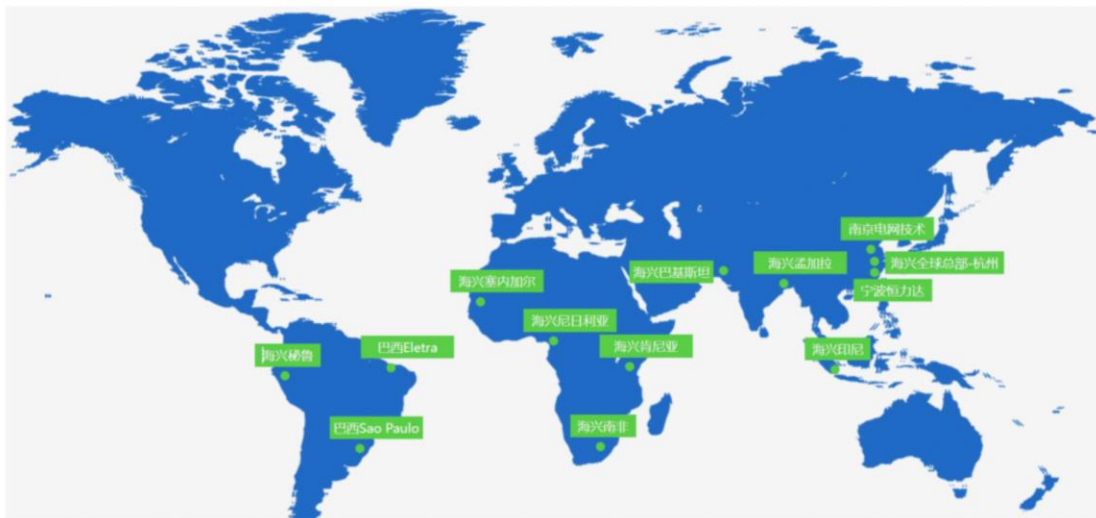 南京电网技术
海兴巴基斯坦
海兴孟加拉
海兴全球总部-杭州
海兴塞内加尔
宁波恒力达
海兴尼日利亚
海兴秘鲁
巴西Eletra
海兴肯尼亚
海兴印尼
巴西Sao Paulo
海兴南非